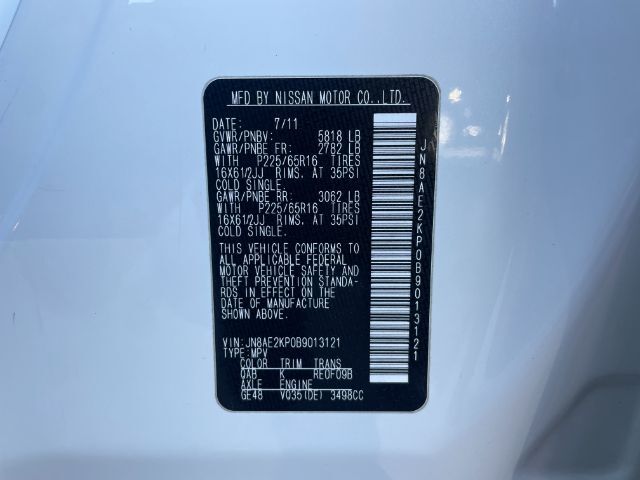 MFD BY NISSAN MOTOR CO.,LTD.
DATE: 7/11
GVWR/PNBV: 5818 LB
GAWR/PNBE FR: 2782 LB
WITH P225/65R16 TIRES
16X61/2JJ RIMS, AT 35PSI
COLD SINGLE.
GAWR/PNBE RR: 3062 LB
WITH P225/65R16 TIRES
16X61/2JJ RIMS, AT 35PSI
COLD SINGLE.
THIS VEHICLE CONFORMS TO
ALL APPLICABLE FEDERAL
MOTOR VEHICLE SAFETY AND
THEFT PREVENTION STANDA-
RDS IN EFFECT ON THE
DATE OF MANUFACTURE
SHOWN ABOVE.
VIN: JN8AE2KP0B9013121
TYPE: MPV
COLOR TRIM TRANS
QAB K RE0F09B
AXLE ENGINE
GE48 VQ35(DE) 3498CC
JN8AE2KP0B9013121